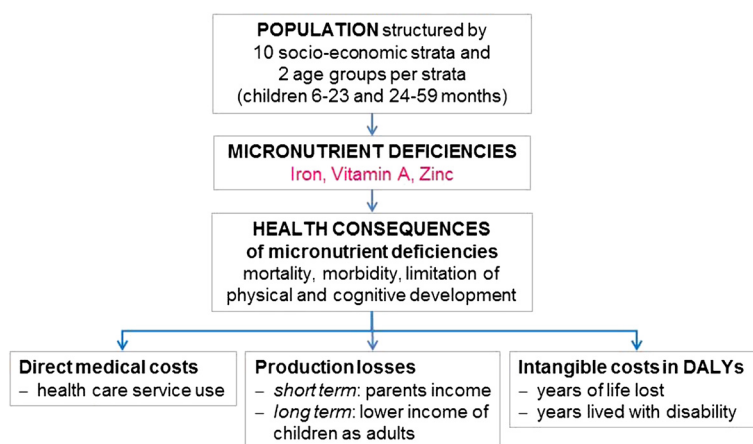 POPULATION structured by
10 socio-economic strata and
2 age groups per strata
(children 6-23 and 24-59 months)
MICRONUTRIENT DEFICIENCIES
Iron, Vitamin A, Zinc
HEALTH CONSEQUENCES
of micronutrient deficiencies
mortality, morbidity, limitation of
physical and cognitive development
Direct medical costs
– health care service use
Production losses
– short term: parents income
– long term: lower income of
children as adults
Intangible costs in DALYs
– years of life lost
– years lived with disability